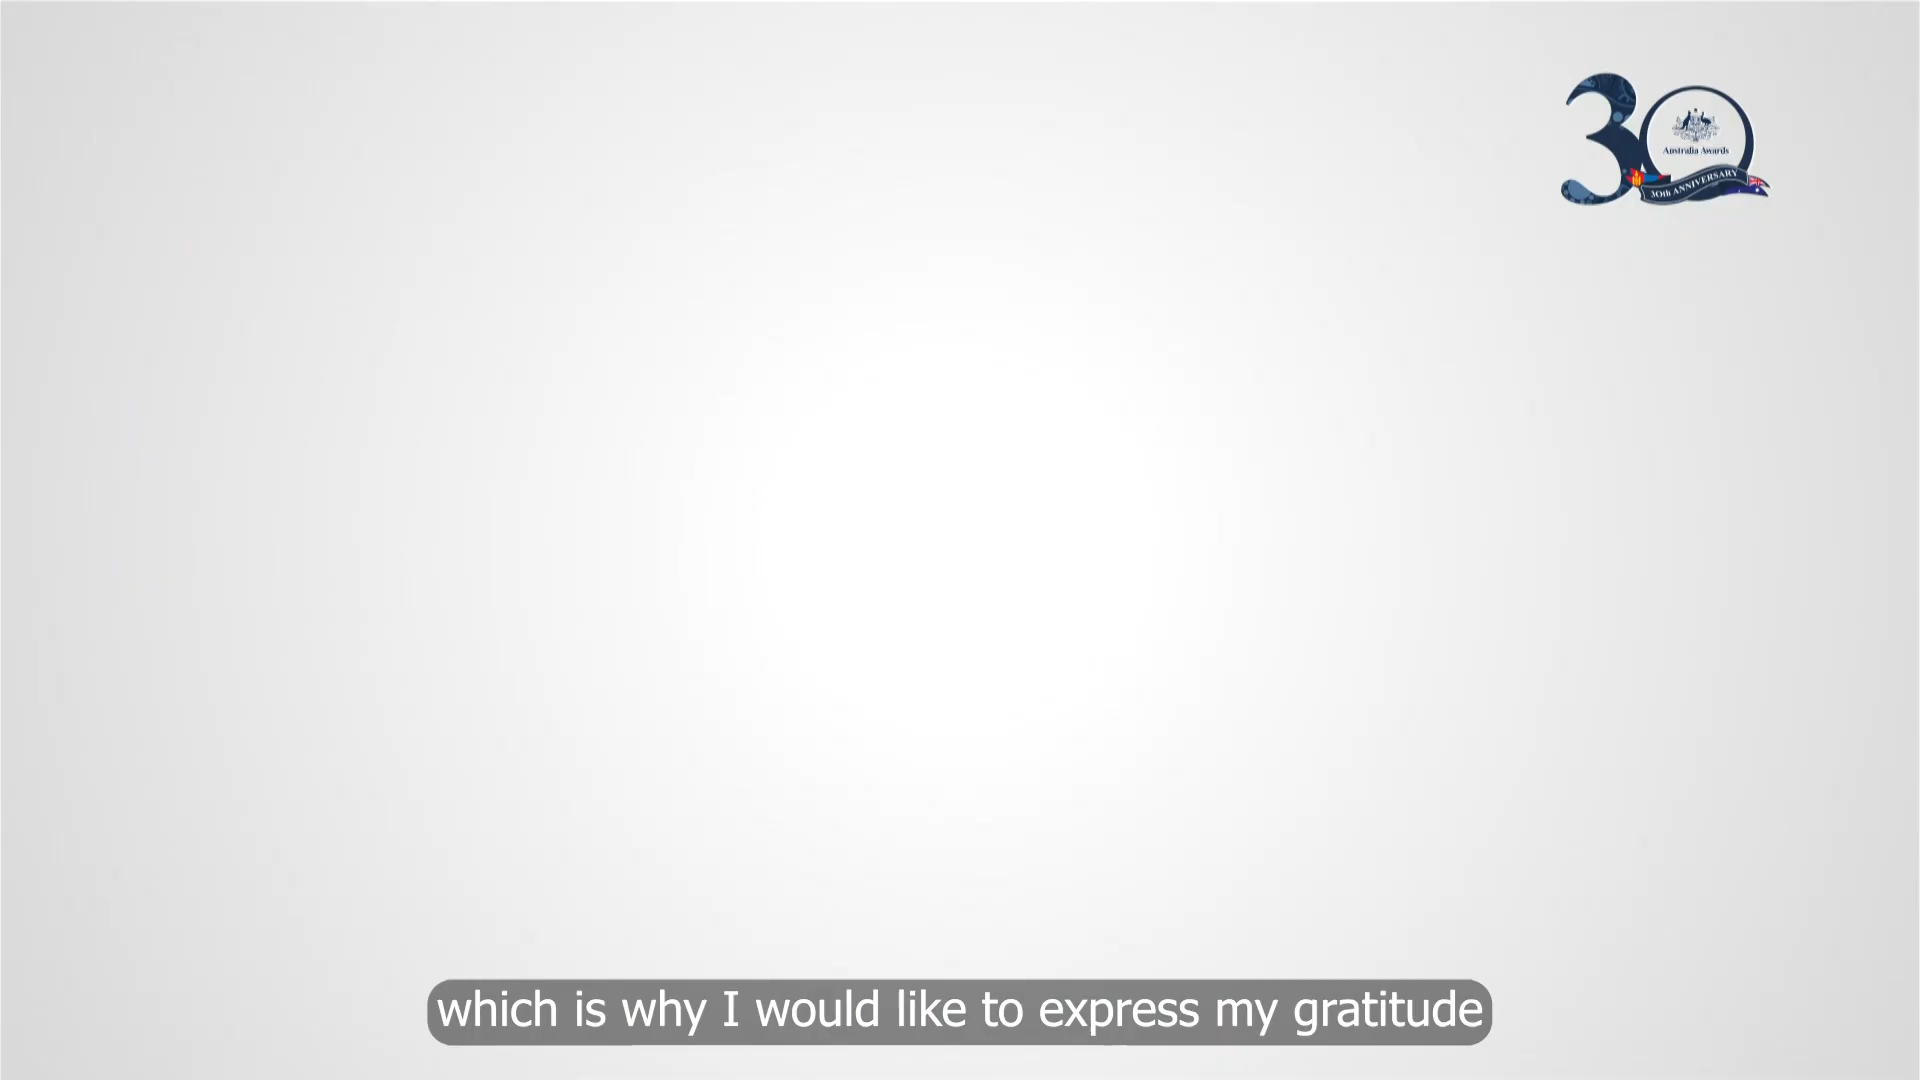 Australia Awards
30th ANNIVERSARY
which is why I would like to express my gratitude